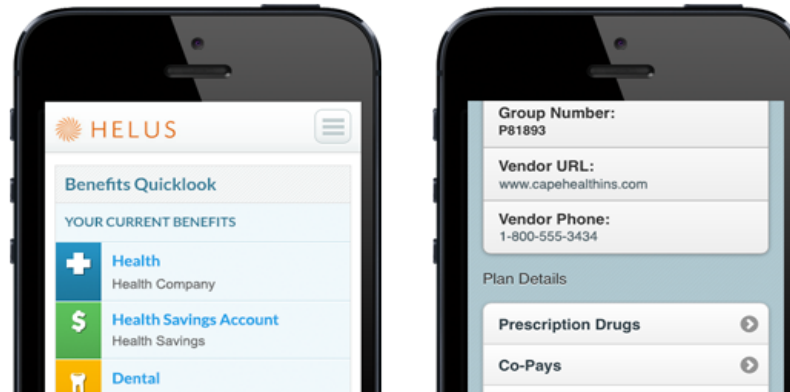 HELUS
Benefits Quicklook
YOUR CURRENT BENEFITS
Health
Health Company
Health Savings Account
Health Savings
Dental
Group Number:
P81893
Vendor URL:
www.capehealthins.com
Vendor Phone:
1-800-555-3434
Plan Details
Prescription Drugs
Co-Pays